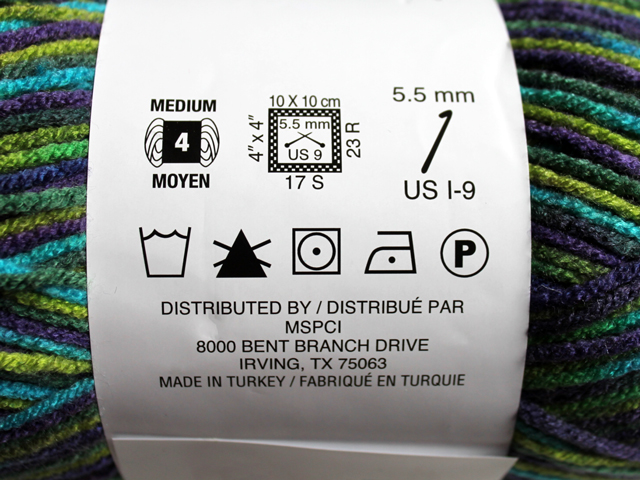 MEDIUM
4
MOYEN
10 X 10 cm
4" x 4"
5.5 mm
US 9
23 R
17 S
5.5 mm
US I-9
P
DISTRIBUTED BY / DISTRIBUÉ PAR
MSPCI
8000 BENT BRANCH DRIVE
IRVING, TX 75063
MADE IN TURKEY / FABRIQUÉ EN TURQUIE